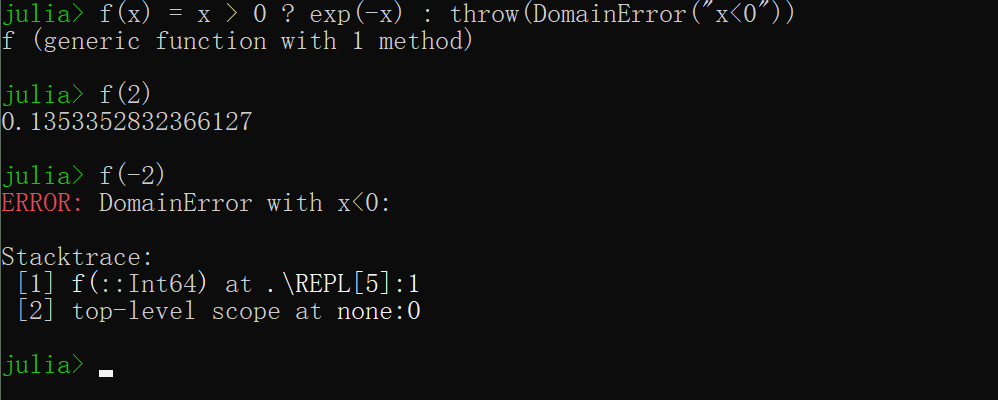 julia> f(x) = x > 0 ? exp(-x) : throw(DomainError("x<0"))
f (generic function with 1 method)
julia> f(2)
0.1353352832366127
julia> f(-2)
ERROR: DomainError with x<0:
Stacktrace:
 [1] f(::Int64) at .\REPL[5]:1
 [2] top-level scope at none:0
julia>